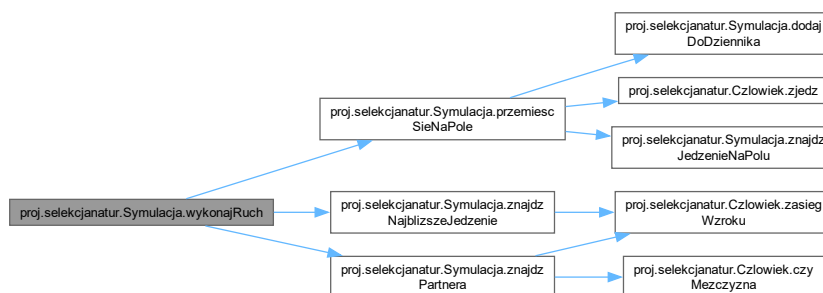 proj.selekcjanatur.Symulacja.dodaj
DoDziennika
proj.selekcjanatur.Symulacja.przemiesc
SieNaPole
proj.selekcjanatur.Czlowiek.zjedz
proj.selekcjanatur.Symulacja.znajdz
JedzenieNaPolu
proj.selekcjanatur.Symulacja.wykonajRuch
proj.selekcjanatur.Symulacja.znajdz
NajblizszeJedzenie
proj.selekcjanatur.Czlowiek.zasieg
Wzroku
proj.selekcjanatur.Symulacja.znajdz
Partnera
proj.selekcjanatur.Czlowiek.czy
Mezczyzna